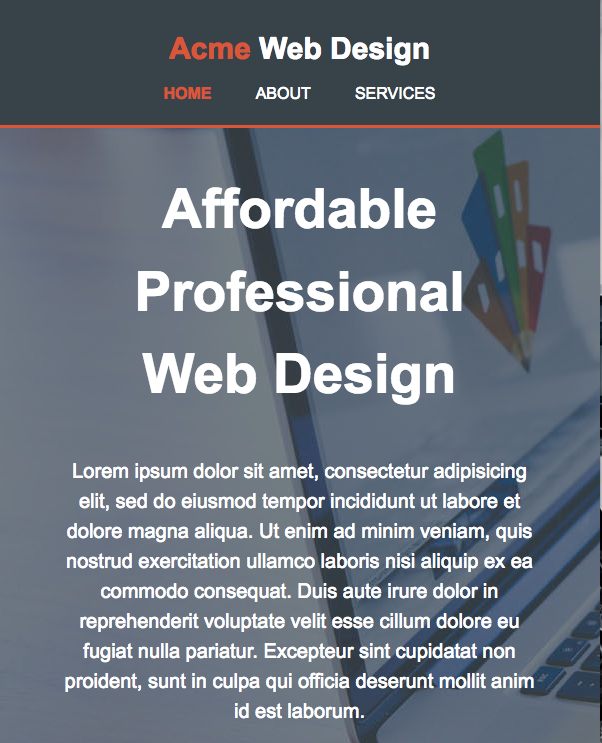 Acme Web Design
HOME ABOUT SERVICES
Affordable
Professional
Web Design
Lorem ipsum dolor sit amet, consectetur adipisicing
elit, sed do eiusmod tempor incididunt ut labore et
dolore magna aliqua. Ut enim ad minim veniam, quis
nostrud exercitation ullamco laboris nisi aliquip ex ea
commodo consequat. Duis aute irure dolor in
reprehenderit voluptate velit esse cillum dolore eu
fugiat nulla pariatur. Excepteur sint cupidatat non
proident, sunt in culpa qui officia deserunt mollit anim
id est laborum.